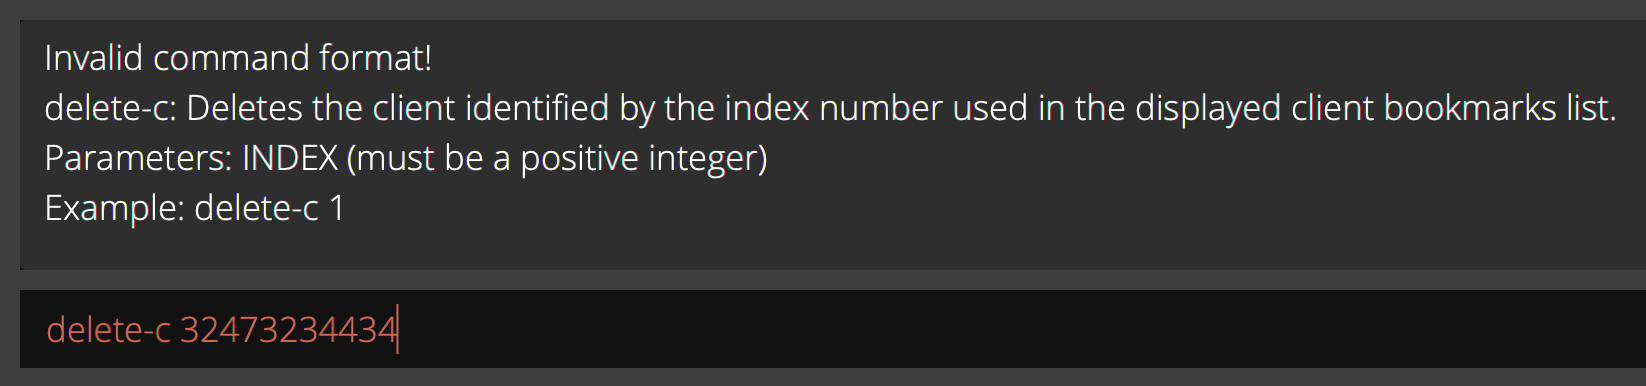 Invalid command format!
delete-c: Deletes the client identified by the index number used in the displayed client bookmarks list.
Parameters: INDEX (must be a positive integer)
Example: delete-c 1
delete-c 32473234434